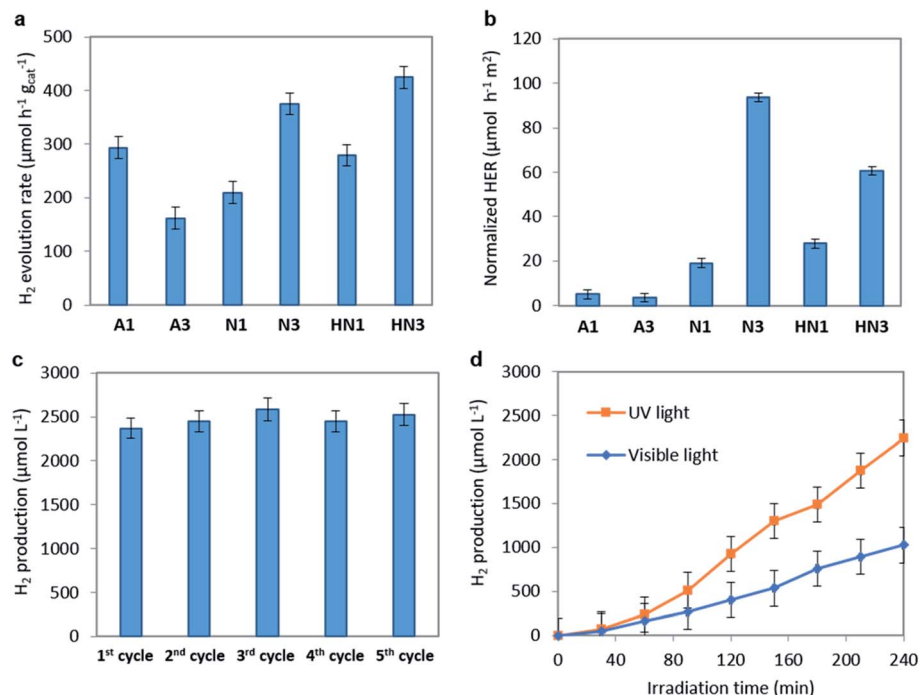 a
H₂ evolution rate (µmol h⁻¹ gcat⁻¹)
500
400
300
200
100
0
A1 A3 N1 N3 HN1 HN3
b
Normalized HER (µmol h⁻¹ m²)
120
100
80
60
40
20
0
A1 A3 N1 N3 HN1 HN3
c
H₂ production (µmol L⁻¹)
3000
2500
2000
1500
1000
500
0
1st cycle 2nd cycle 3rd cycle 4th cycle 5th cycle
d
H₂ production (µmol L⁻¹)
3000
2500
2000
1500
1000
500
0
UV light
Visible light
0 40 80 120 160 200 240
Irradiation time (min)